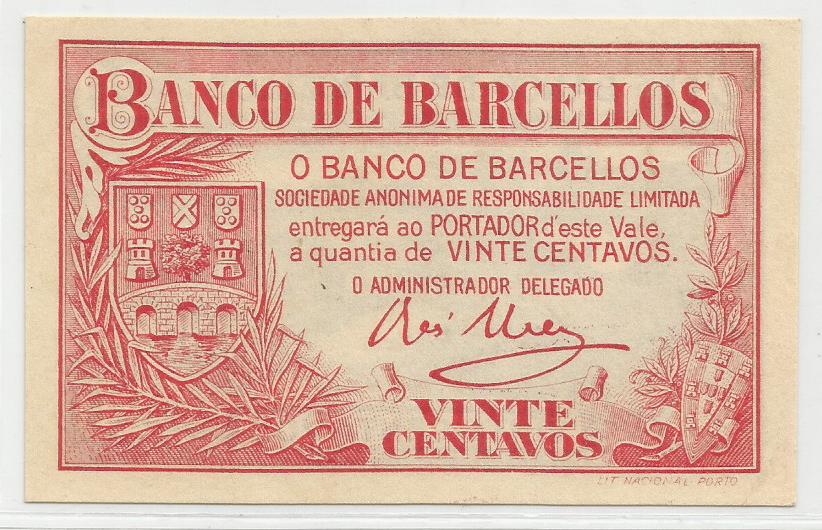 BANCO DE BARCELLOS
O BANCO DE BARCELLOS
SOCIEDADE ANONIMA DE RESPONSABILIDADE LIMITADA
entregará ao PORTADOR d'este Vale,
a quantia de VINTE CENTAVOS.
O ADMINISTRADOR DELEGADO
VINTE
CENTAVOS
LIT. NACIONAL-PORTO